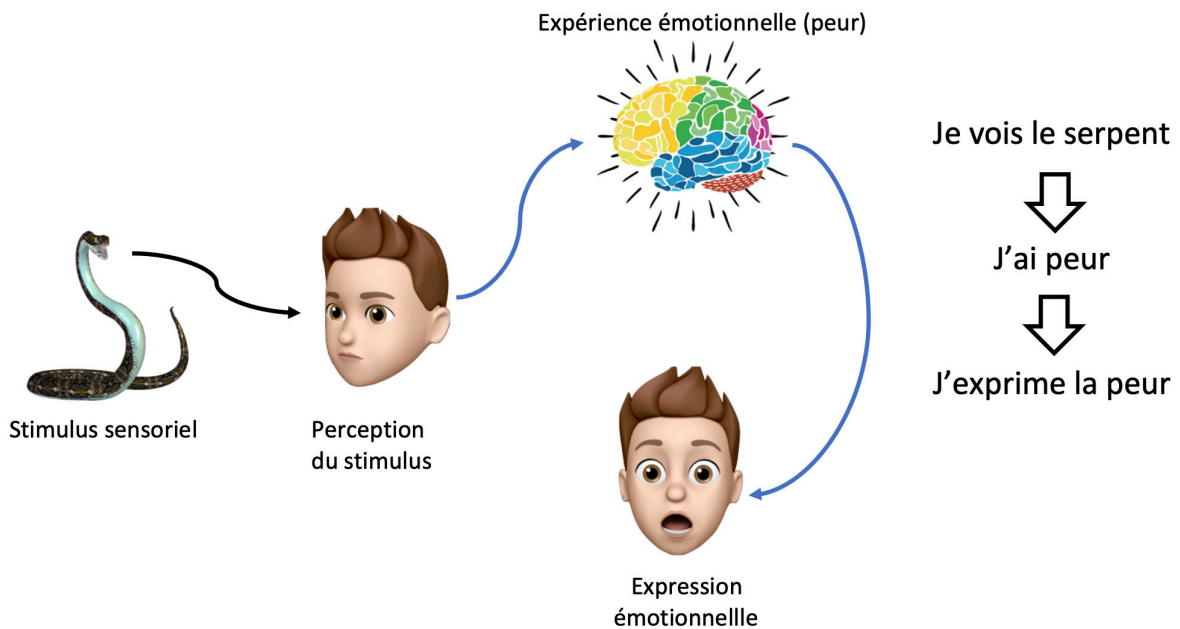 Expérience émotionnelle (peur)
Je vois le serpent
J'ai peur
J'exprime la peur
Stimulus sensoriel
Perception
du stimulus
Expression
émotionnellle